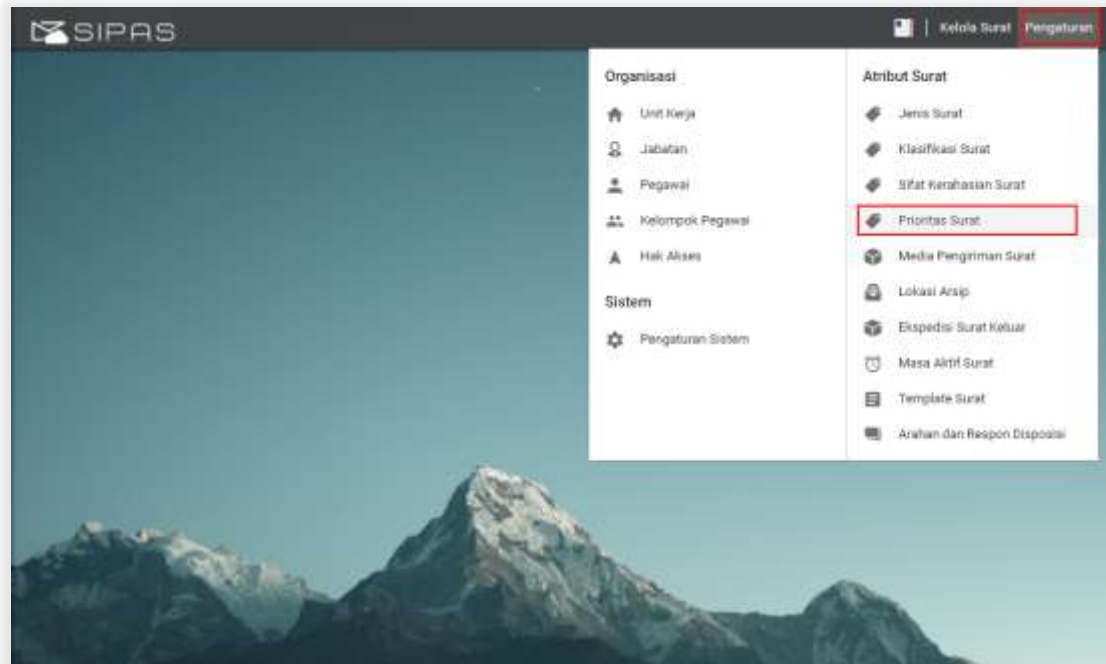 SIPAS
Kelola Surat Pengaturan
Organisasi
Unit Kerja
Jabatan
Pegawai
Kelompok Pegawai
Hak Akses
Sistem
Pengaturan Sistem
Atribut Surat
Jenis Surat
Klasifikasi Surat
Sifat Kerahasian Surat
Prioritas Surat
Media Pengiriman Surat
Lokasi Arsip
Ekspedisi Surat Keluar
Masa Aktif Surat
Template Surat
Arahan dan Respon Disposisi